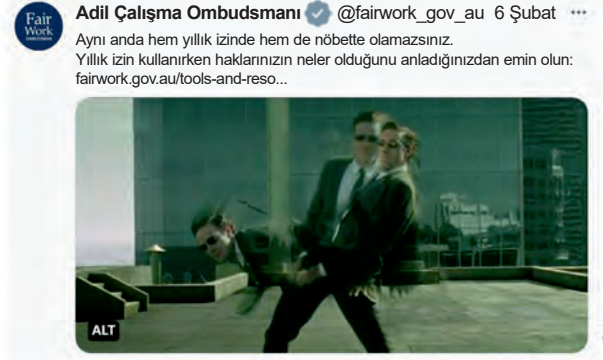 Fair
Work
OMBUDSMAN
Adil Çalışma Ombudsmanı @fairwork_gov_au 6 Şubat ...
Aynı anda hem yıllık izinde hem de nöbette olamazsınız.
Yıllık izin kullanırken haklarınızın neler olduğunu anladığınızdan emin olun:
fairwork.gov.au/tools-and-reso...
ALT